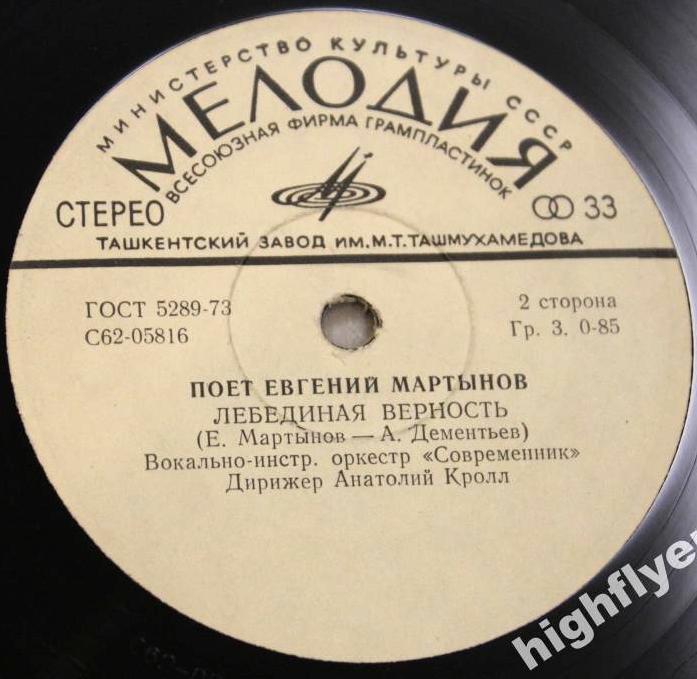 МИНИСТЕРСТВО КУЛЬТУРЫ СССР
МЕЛОДИЯ
ВСЕСОЮЗНАЯ ФИРМА ГРАМПЛАСТИНОК
СТЕРЕО
33
ТАШКЕНТСКИЙ ЗАВОД ИМ. М.Т. ТАШМУХАМЕДОВА
ГОСТ 5289-73
2 сторона
С62-05816
Гр. 3. 0-85
ПОЕТ ЕВГЕНИЙ МАРТЫНОВ
ЛЕБЕДИНАЯ ВЕРНОСТЬ
(Е. Мартынов — А. Дементьев)
Вокально-инстр. оркестр «Современник»
Дирижер Анатолий Кролл